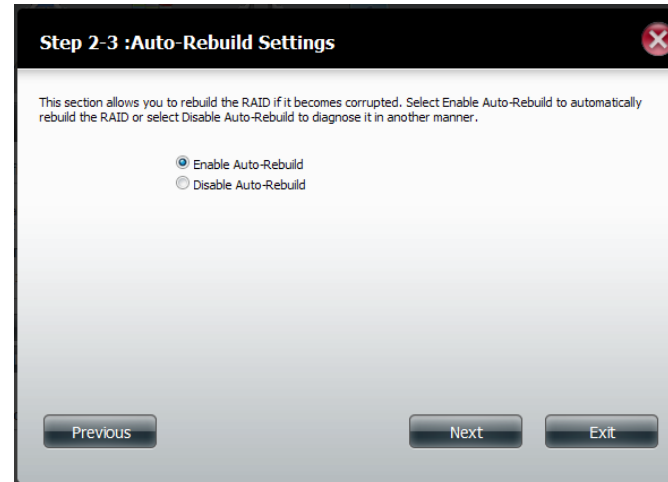 Step 2-3 :Auto-Rebuild Settings
This section allows you to rebuild the RAID if it becomes corrupted. Select Enable Auto-Rebuild to automatically
rebuild the RAID or select Disable Auto-Rebuild to diagnose it in another manner.
Enable Auto-Rebuild
Disable Auto-Rebuild
Previous
Next
Exit